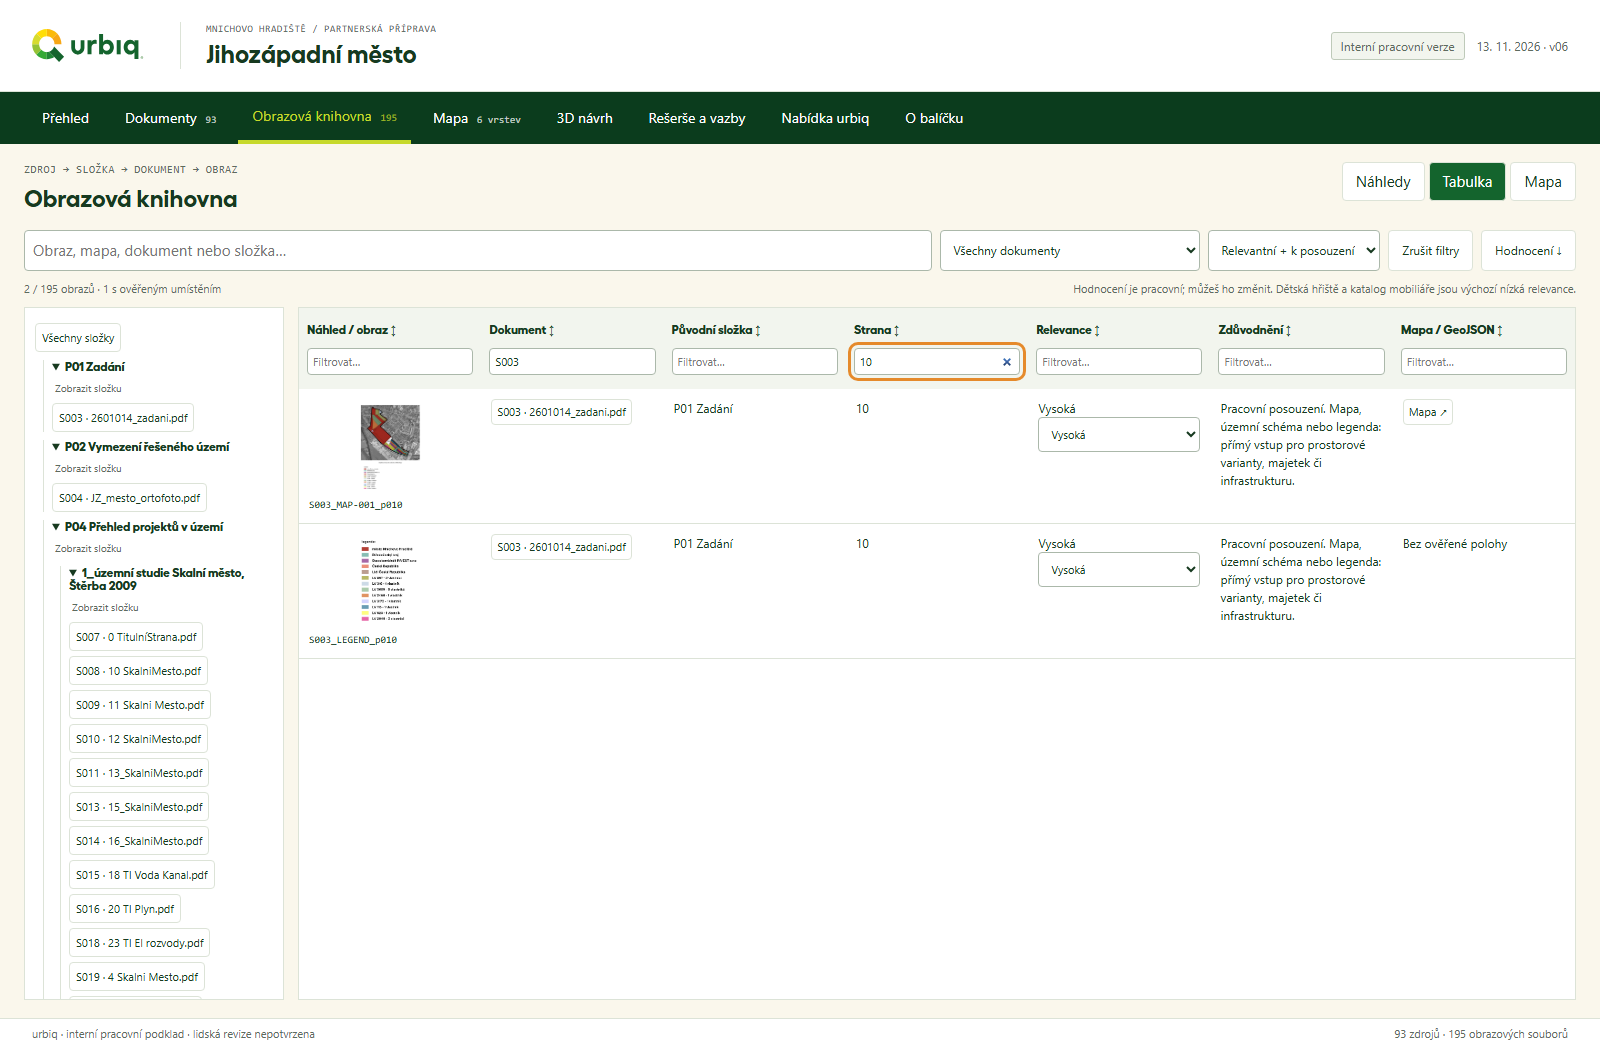 urbıq
MNICHOVO HRADIŠTĚ / PARTNERSKÁ PŘÍPRAVA
Jihozápadní město
Interní pracovní verze
13. 11. 2026 · v06
Přehled
Dokumenty 93
Obrazová knihovna 195
Mapa 6 vrstev
3D návrh
Rešerše a vazby
Nabídka urbiq
O balíčku
ZDROJ → SLOŽKA → DOKUMENT → OBRAZ
Obrazová knihovna
Náhledy
Tabulka
Mapa
Obraz, mapa, dokument nebo složka...
Všechny dokumenty
Relevantní + k posouzení
Zrušit filtry
Hodnocení ↓
2 / 195 obrazů · 1 s ověřeným umístěním
Hodnocení je pracovní; můžeš ho změnit. Dětská hřiště a katalog mobiliáře jsou výchozí nízká relevance.
Všechny složky
▼ P01 Zadání
Zobrazit složku
S003 · 2601014_zadani.pdf
▼ P02 Vymezení řešeného území
Zobrazit složku
S004 · JZ_mesto_ortofoto.pdf
▼ P04 Přehled projektů v území
Zobrazit složku
▼ 1_územní studie Skalní město,
Štěrba 2009
Zobrazit složku
S007 · 0 TitulníStrana.pdf
S008 · 10 SkalniMesto.pdf
S009 · 11 Skalni Mesto.pdf
S010 · 12 SkalniMesto.pdf
S011 · 13_SkalniMesto.pdf
S013 · 15_SkalniMesto.pdf
S014 · 16_SkalniMesto.pdf
S015 · 18 TI Voda Kanal.pdf
S016 · 20 TI Plyn.pdf
S018 · 23 TI El rozvody.pdf
S019 · 4 Skalni Mesto.pdf
Náhled / obraz ↕
Dokument ↕
Původní složka ↕
Strana ↕
Relevance ↕
Zdůvodnění ↕
Mapa / GeoJSON ↕
Filtrovat...
S003
Filtrovat...
10 ×
Filtrovat...
Filtrovat...
Filtrovat...
S003_MAP-001_p010
S003 · 2601014_zadani.pdf
P01 Zadání
10
Vysoká
Vysoká
Pracovní posouzení. Mapa,
územní schéma nebo legenda:
přímý vstup pro prostorové
varianty, majetek či
infrastrukturu.
Mapa ↗
S003_LEGEND_p010
S003 · 2601014_zadani.pdf
P01 Zadání
10
Vysoká
Vysoká
Pracovní posouzení. Mapa,
územní schéma nebo legenda:
přímý vstup pro prostorové
varianty, majetek či
infrastrukturu.
Bez ověřené polohy
urbiq · interní pracovní podklad · lidská revize nepotvrzena
93 zdrojů · 195 obrazových souborů